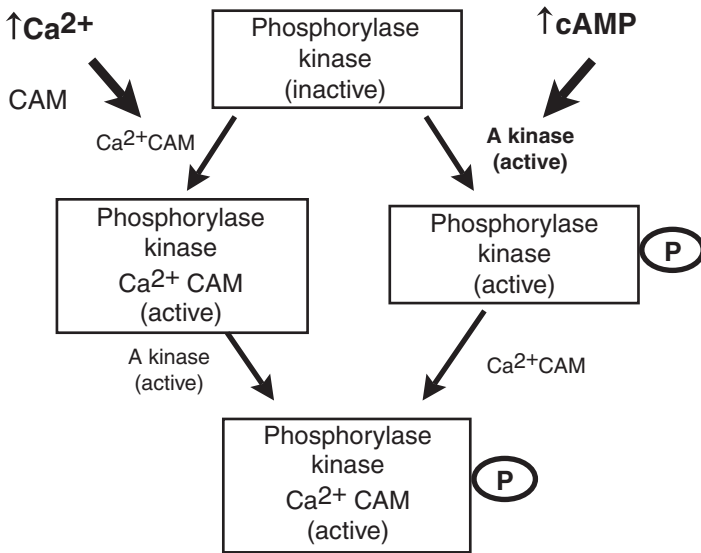 ↑Ca2+
CAM
Ca2+CAM
Phosphorylase
kinase
(inactive)
↑cAMP
A kinase
(active)
Phosphorylase
kinase
Ca2+ CAM
(active)
Phosphorylase
kinase
(active)
P
A kinase
(active)
Ca2+CAM
Phosphorylase
kinase
Ca2+ CAM
(active)
P